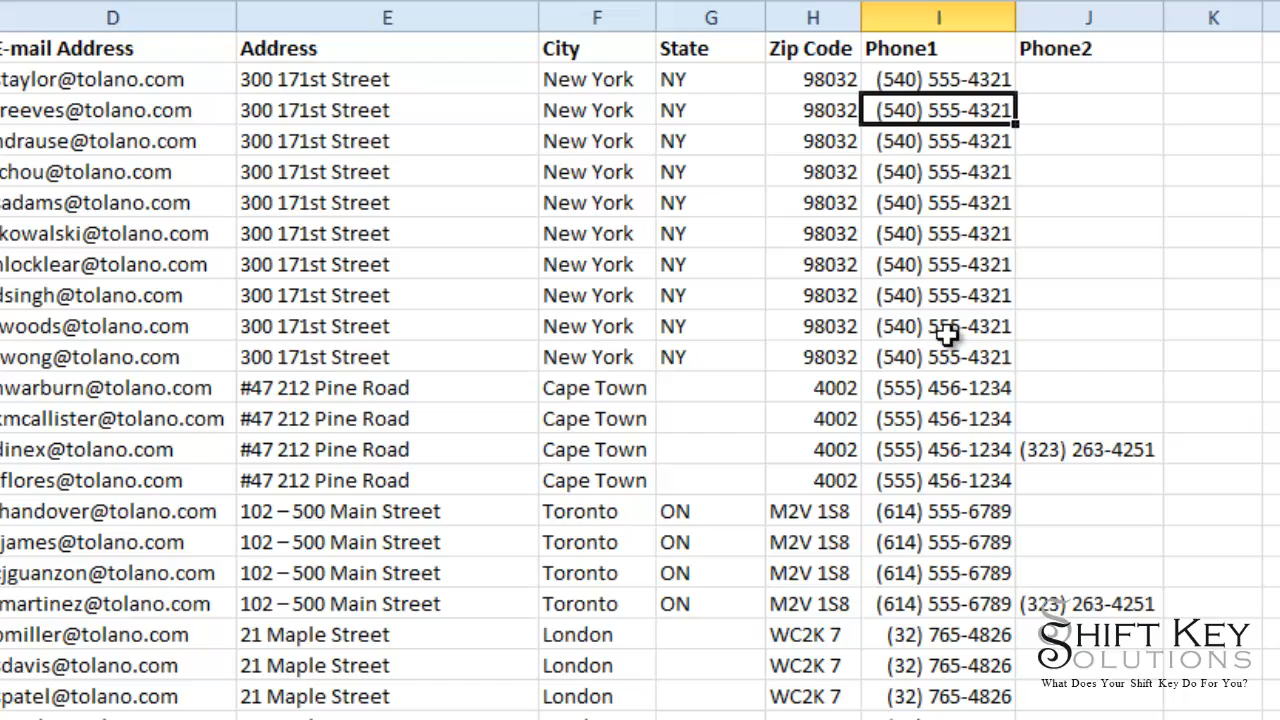 D E F G H I J K
E-mail Address Address City State Zip Code Phone1 Phone2
staylor@tolano.com 300 171st Street New York NY 98032 (540) 555-4321
reeves@tolano.com 300 171st Street New York NY 98032 (540) 555-4321
ndrause@tolano.com 300 171st Street New York NY 98032 (540) 555-4321
chou@tolano.com 300 171st Street New York NY 98032 (540) 555-4321
sadams@tolano.com 300 171st Street New York NY 98032 (540) 555-4321
kowalski@tolano.com 300 171st Street New York NY 98032 (540) 555-4321
nlocklear@tolano.com 300 171st Street New York NY 98032 (540) 555-4321
dsingh@tolano.com 300 171st Street New York NY 98032 (540) 555-4321
woods@tolano.com 300 171st Street New York NY 98032 (540) 555-4321
wong@tolano.com 300 171st Street New York NY 98032 (540) 555-4321
nwarburn@tolano.com #47 212 Pine Road Cape Town 4002 (555) 456-1234
kmcallister@tolano.com #47 212 Pine Road Cape Town 4002 (555) 456-1234
dinex@tolano.com #47 212 Pine Road Cape Town 4002 (555) 456-1234 (323) 263-4251
flores@tolano.com #47 212 Pine Road Cape Town 4002 (555) 456-1234
handover@tolano.com 102 – 500 Main Street Toronto ON M2V 1S8 (614) 555-6789
james@tolano.com 102 – 500 Main Street Toronto ON M2V 1S8 (614) 555-6789
cjguanzon@tolano.com 102 – 500 Main Street Toronto ON M2V 1S8 (614) 555-6789
martinez@tolano.com 102 – 500 Main Street Toronto ON M2V 1S8 (614) 555-6789 (323) 263-4251
omiller@tolano.com 21 Maple Street London WC2K 7 (32) 765-4826
sdavis@tolano.com 21 Maple Street London WC2K 7 (32) 765-4826
spatel@tolano.com 21 Maple Street London WC2K 7 (32) 765-4826
SHIFT KEY
SOLUTIONS
What Does Your Shift Key Do For You?